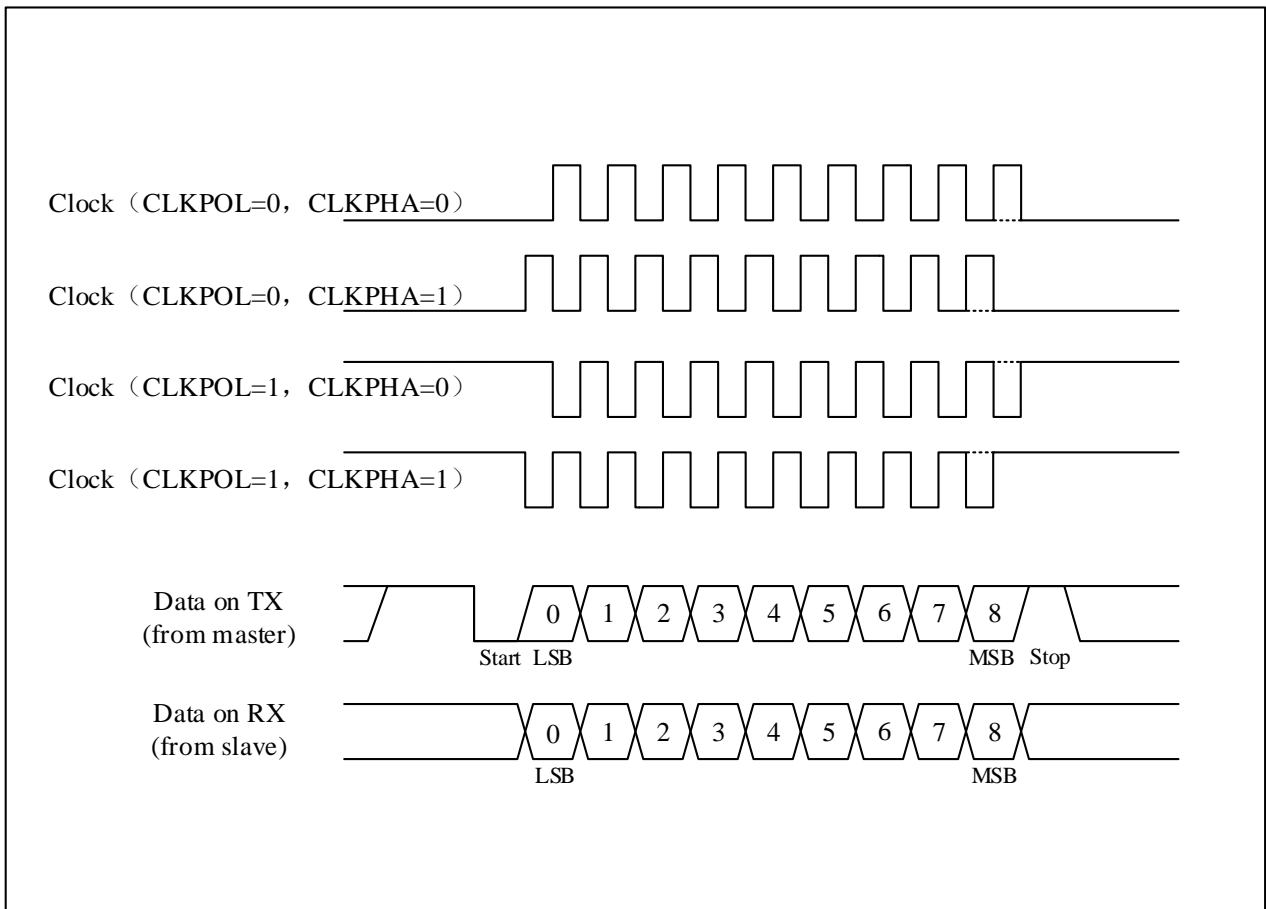 Clock（CLKPOL=0，CLKPHA=0）
Clock（CLKPOL=0，CLKPHA=1）
Clock（CLKPOL=1，CLKPHA=0）
Clock（CLKPOL=1，CLKPHA=1）
Data on TX
(from master)
0 1 2 3 4 5 6 7 8
Start LSB MSB Stop
Data on RX
(from slave)
0 1 2 3 4 5 6 7 8
LSB MSB